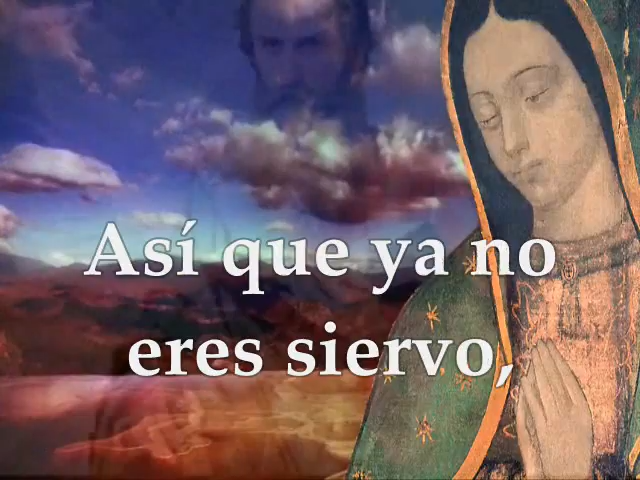 Así que ya no
eres siervo,